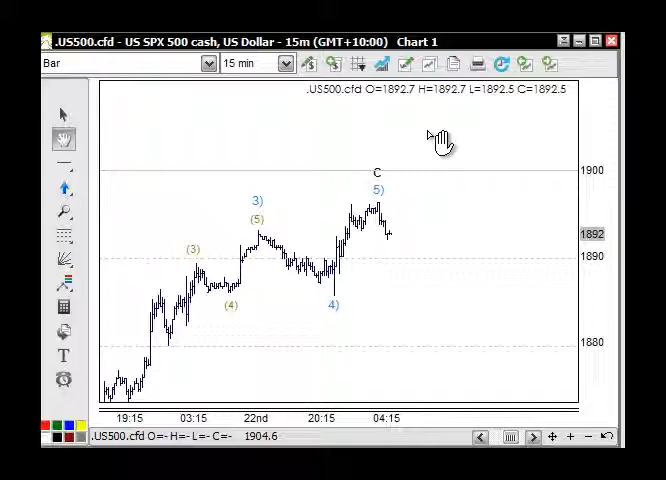 .US500.cfd - US SPX 500 cash, US Dollar - 15m (GMT+10:00) Chart 1
Bar 15 min
.US500.cfd O=1892.7 H=1892.7 L=1892.5 C=1892.5
1900
C
5)
3)
(5)
1892
(3)
1890
(4)
4)
1880
T
19:15 03:15 22nd 20:15 04:15
.US500.cfd O=- H=- L=- C=- 1904.6